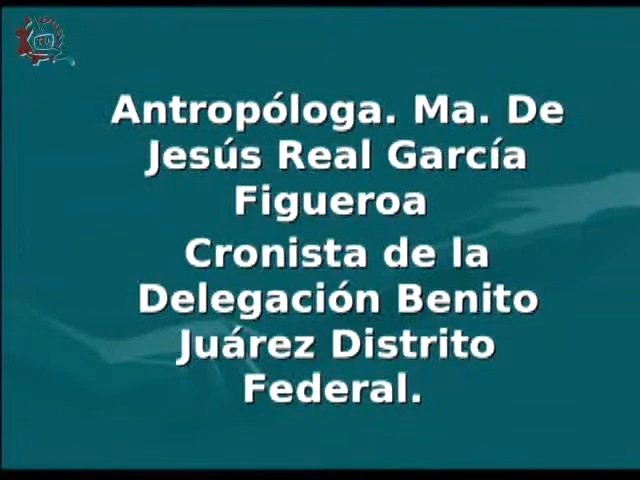 Antropóloga. Ma. De
Jesús Real García
Figueroa
Cronista de la
Delegación Benito
Juárez Distrito
Federal.